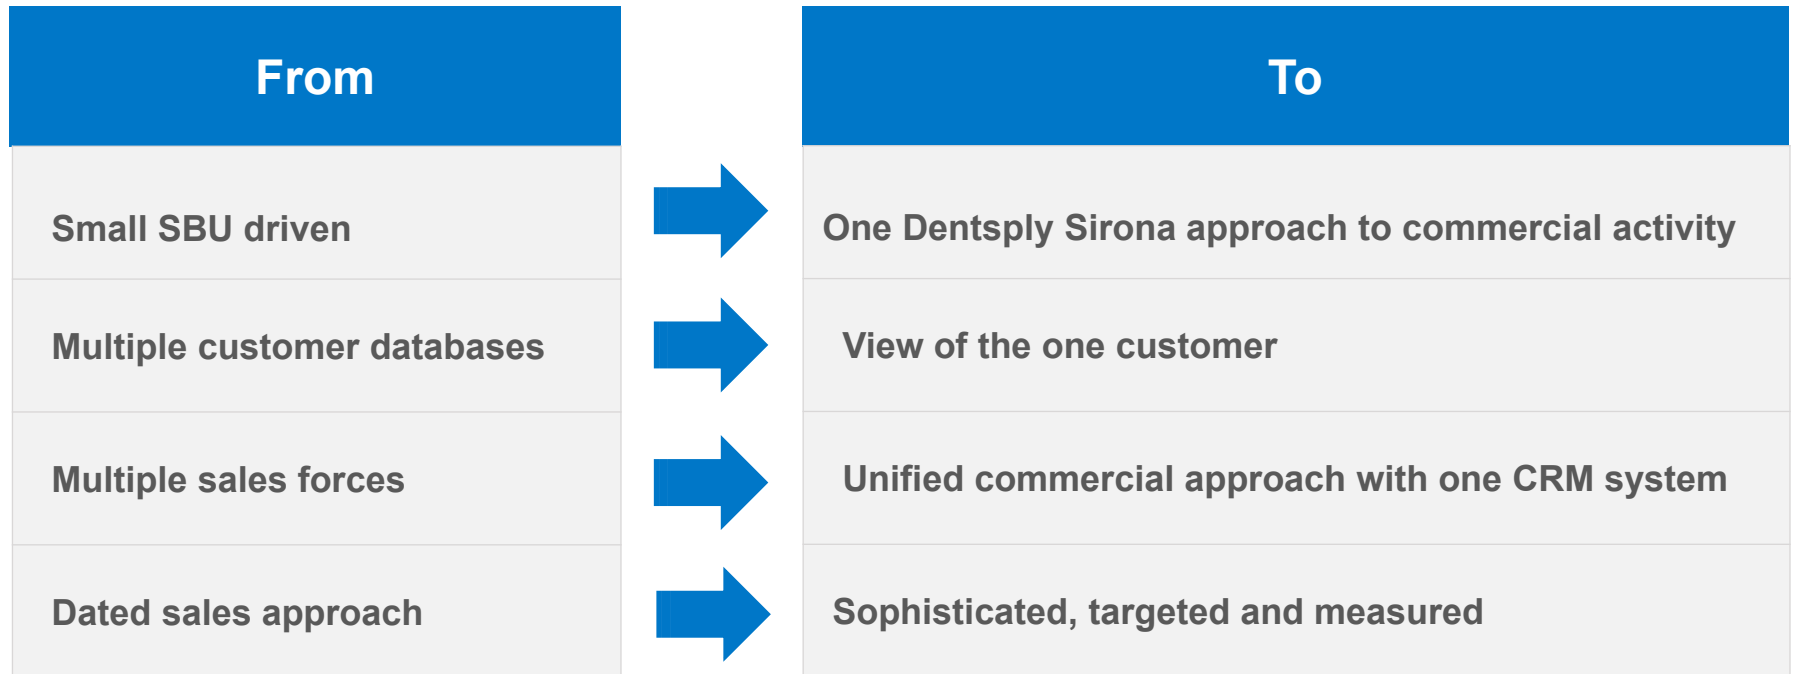 From
To
Small SBU driven
One Dentsply Sirona approach to commercial activity
Multiple customer databases
View of the one customer
Multiple sales forces
Unified commercial approach with one CRM system
Dated sales approach
Sophisticated, targeted and measured